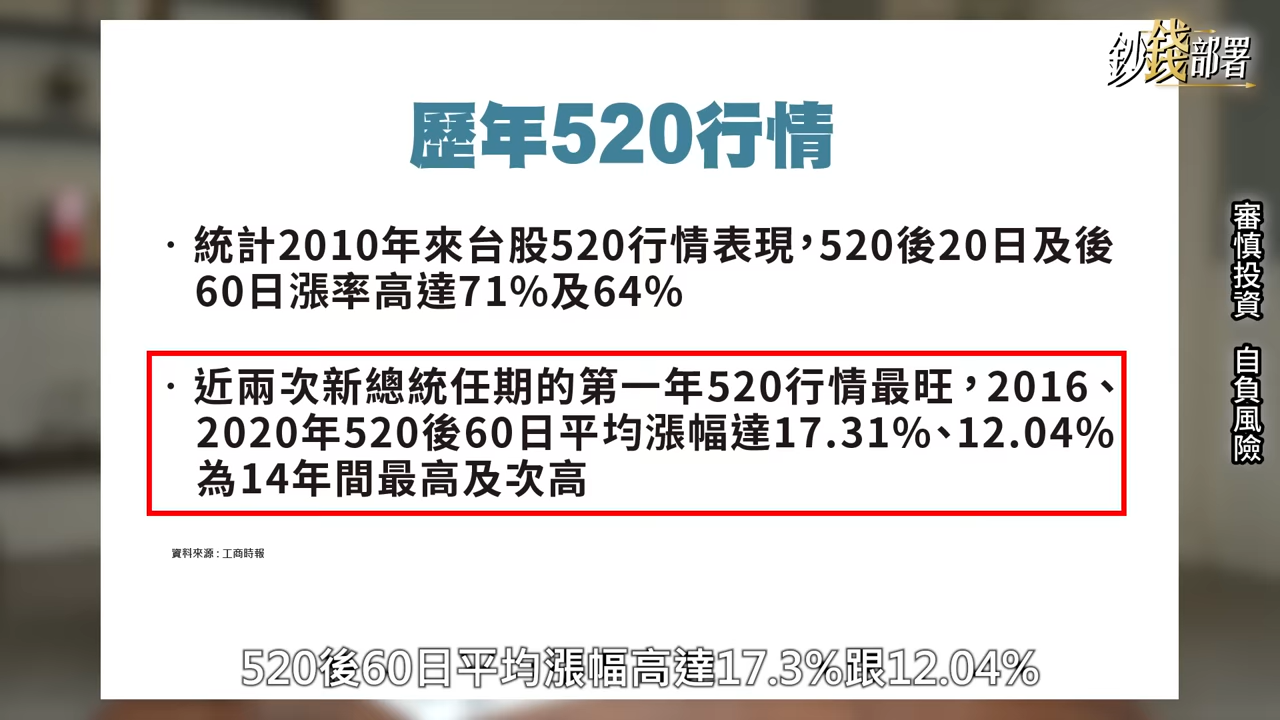 鈔錢部署
歷年520行情
· 統計2010年來台股520行情表現，520後20日及後
60日漲率高達71%及64%
· 近兩次新總統任期的第一年520行情最旺，2016、
2020年520後60日平均漲幅達17.31%、12.04%
為14年間最高及次高
資料來源 : 工商時報
審慎投資 自負風險
520後60日平均漲幅高達17.3%跟12.04%